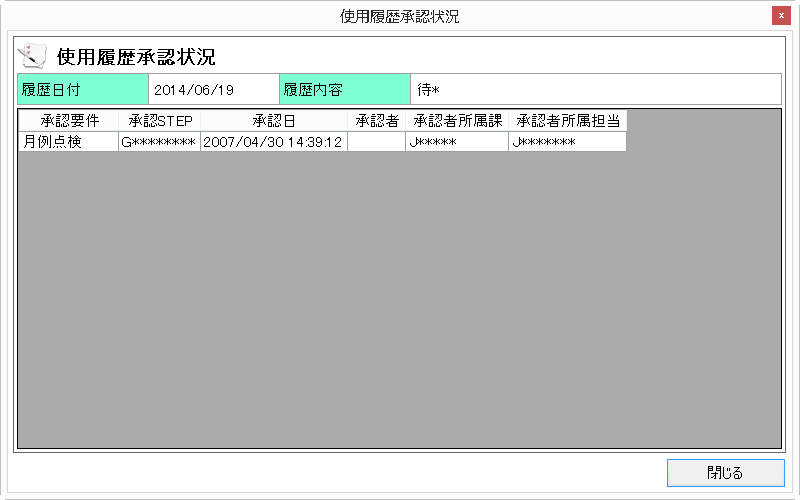 使用履歴承認状況
x
使用履歴承認状況
履歴日付 2014/06/19 履歴内容 待*
承認要件 承認STEP 承認日 承認者 承認者所属課 承認者所属担当
月例点検 G******** 2007/04/30 14:39:12 J***** J*******
閉じる